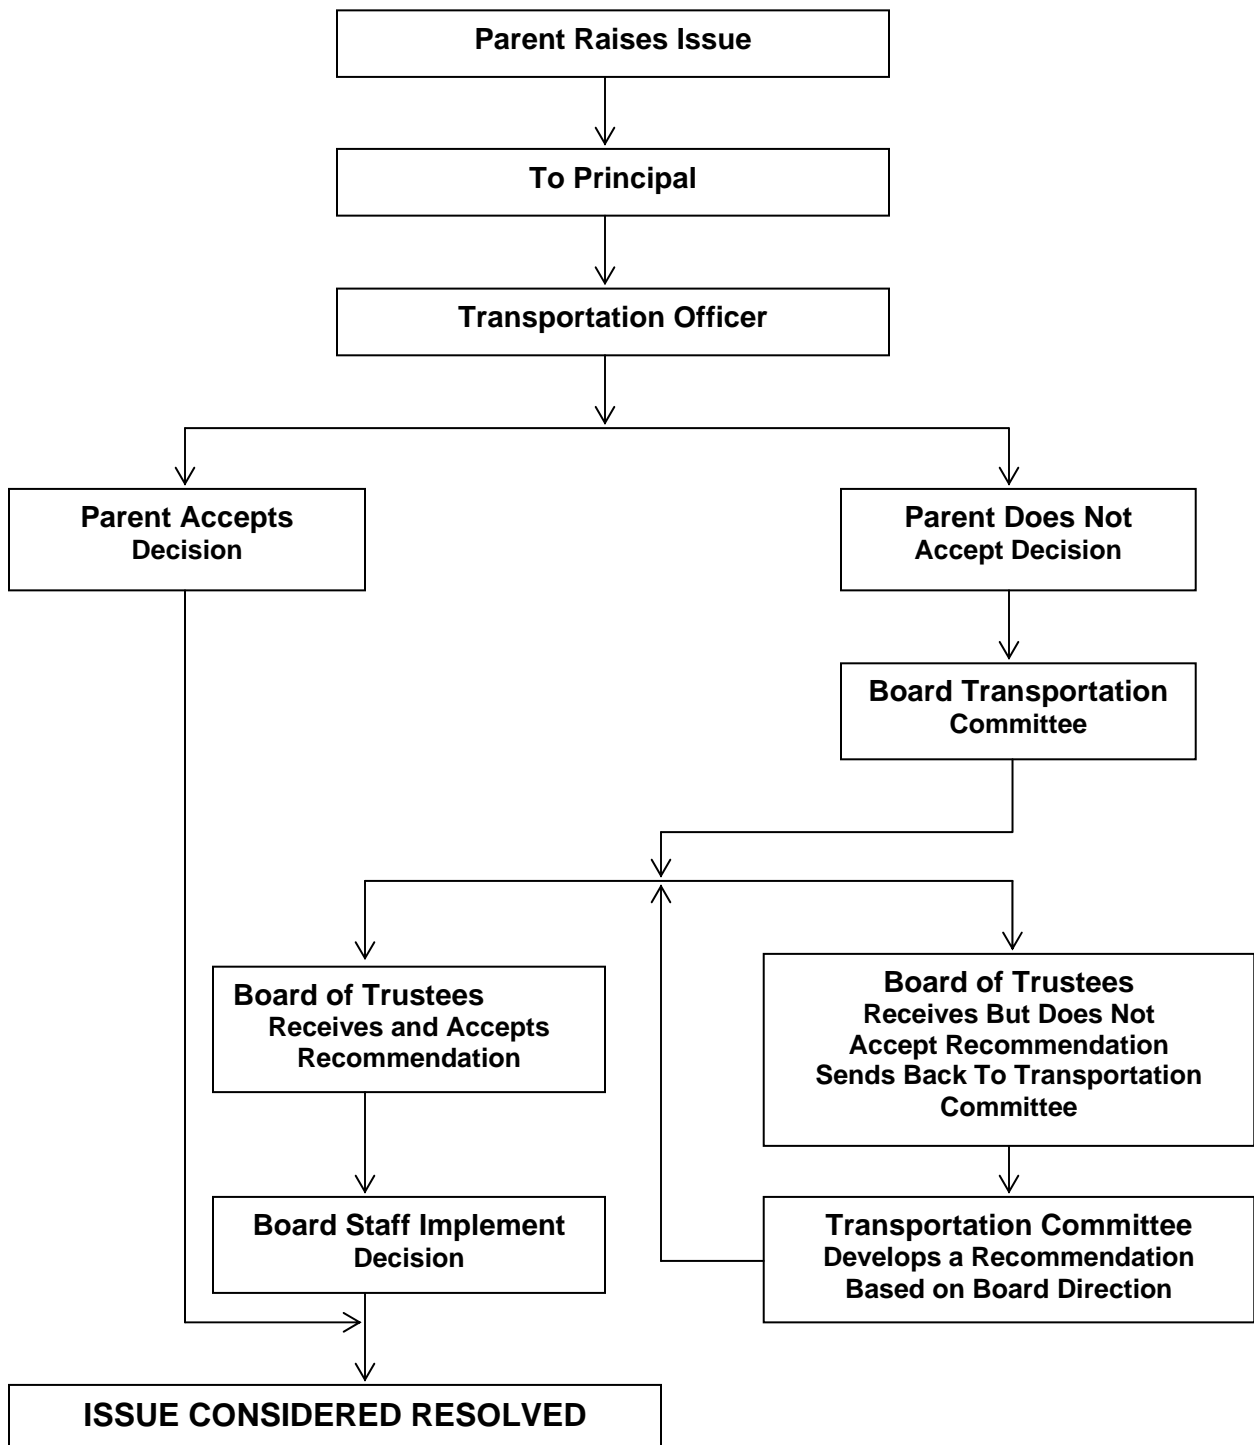 Parent Raises Issue
To Principal
Transportation Officer
Parent Accepts
Decision
Parent Does Not
Accept Decision
Board Transportation
Committee
Board of Trustees
Receives and Accepts
Recommendation
Board of Trustees
Receives But Does Not
Accept Recommendation
Sends Back To Transportation
Committee
Board Staff Implement
Decision
Transportation Committee
Develops a Recommendation
Based on Board Direction
ISSUE CONSIDERED RESOLVED